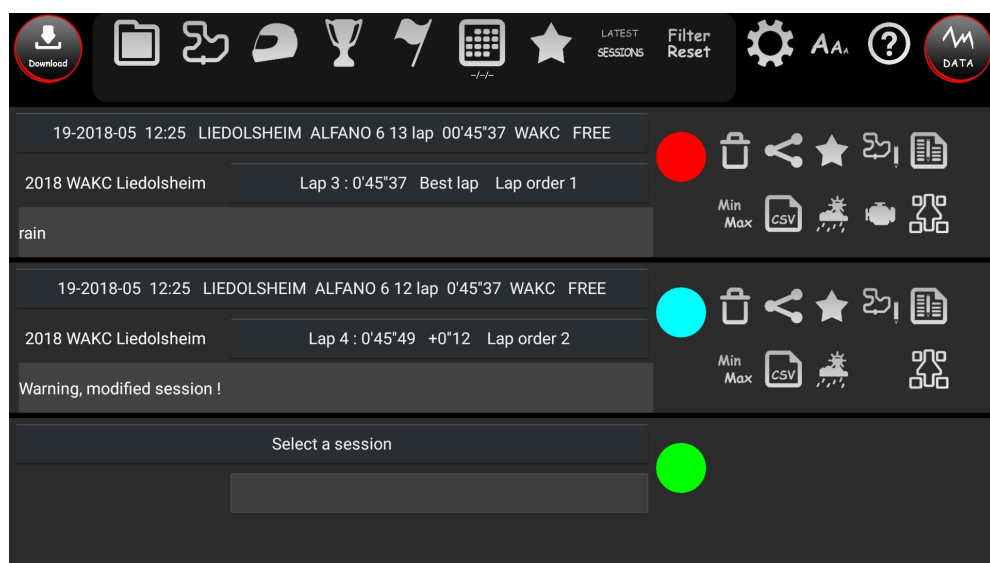 Download
LATEST
SESSIONS
Filter
Reset
AAA
?
DATA
--/--/--
19-2018-05 12:25 LIEDOLSHEIM ALFANO 6 13 lap 00'45"37 WAKC FREE
2018 WAKC Liedolsheim
Lap 3 : 0'45"37 Best lap Lap order 1
rain
Min
Max
CSV
19-2018-05 12:25 LIEDOLSHEIM ALFANO 6 12 lap 0'45"37 WAKC FREE
2018 WAKC Liedolsheim
Lap 4 : 0'45"49 +0"12 Lap order 2
Warning, modified session !
Min
Max
CSV
Select a session